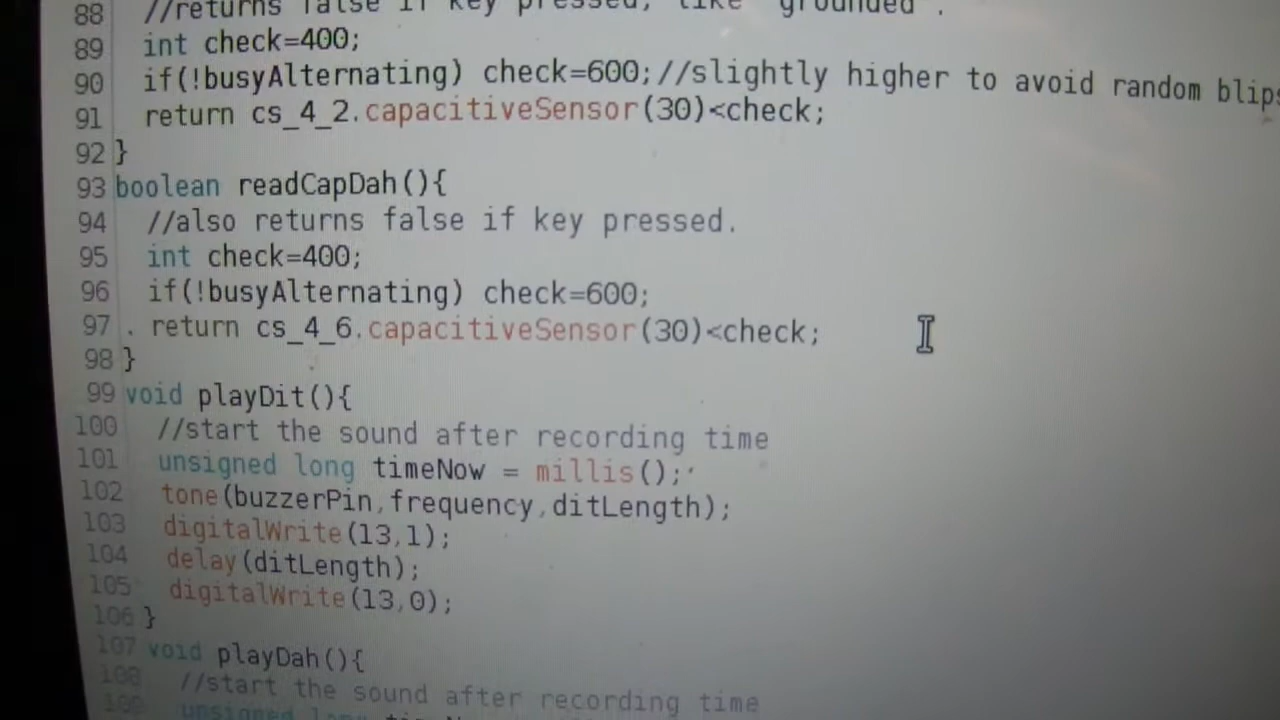 88 //returns false if key pressed, like "grounded".
89 int check=400;
90 if(!busyAlternating) check=600;//slightly higher to avoid random blips
91 return cs_4_2.capacitiveSensor(30)<check;
92 }
93 boolean readCapDah(){
94 //also returns false if key pressed.
95 int check=400;
96 if(!busyAlternating) check=600;
97 return cs_4_6.capacitiveSensor(30)<check;
98 }
99 void playDit(){
100 //start the sound after recording time
101 unsigned long timeNow = millis();
102 tone(buzzerPin,frequency,ditLength);
103 digitalWrite(13,1);
104 delay(ditLength);
105 digitalWrite(13,0);
106 }
107 void playDah(){
108 //start the sound after recording time
109 unsigned long